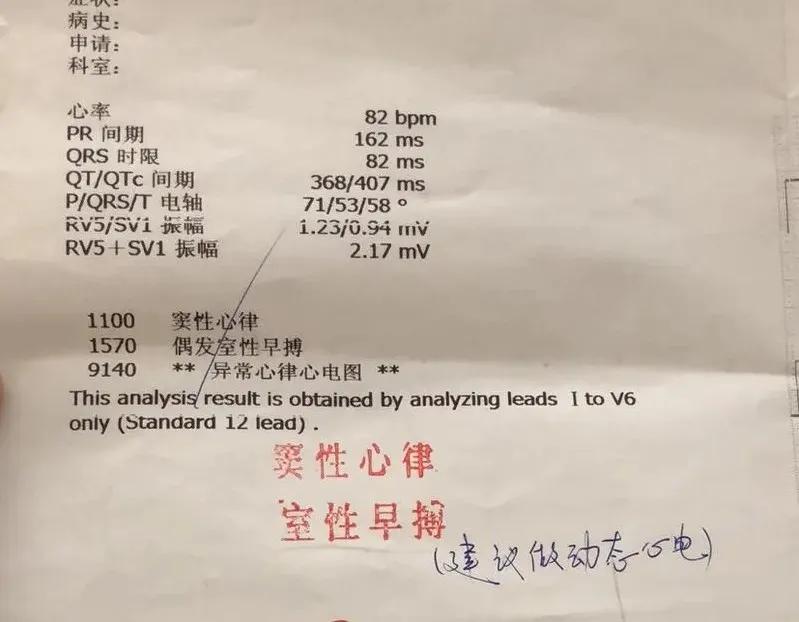 症状:
病史:
申请:
科室:
心率 82 bpm
PR 间期 162 ms
QRS 时限 82 ms
QT/QTc 间期 368/407 ms
P/QRS/T 电轴 71/53/58 °
RV5/SV1 振幅 1.23/0.94 mV
RV5+SV1 振幅 2.17 mV
1100 窦性心律
1570 偶发室性早搏
9140 ** 异常心律心电图 **
This analysis result is obtained by analyzing leads I to V6
only (Standard 12 lead) .
窦性心律
室性早搏
(建议做动态心电)